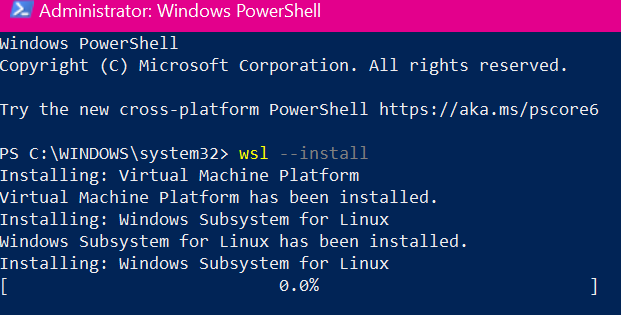 Administrator: Windows PowerShell
Windows PowerShell
Copyright (C) Microsoft Corporation. All rights reserved.
Try the new cross-platform PowerShell https://aka.ms/pscore6
PS C:\WINDOWS\system32> wsl --install
Installing: Virtual Machine Platform
Virtual Machine Platform has been installed.
Installing: Windows Subsystem for Linux
Windows Subsystem for Linux has been installed.
Installing: Windows Subsystem for Linux
[ 0.0% ]